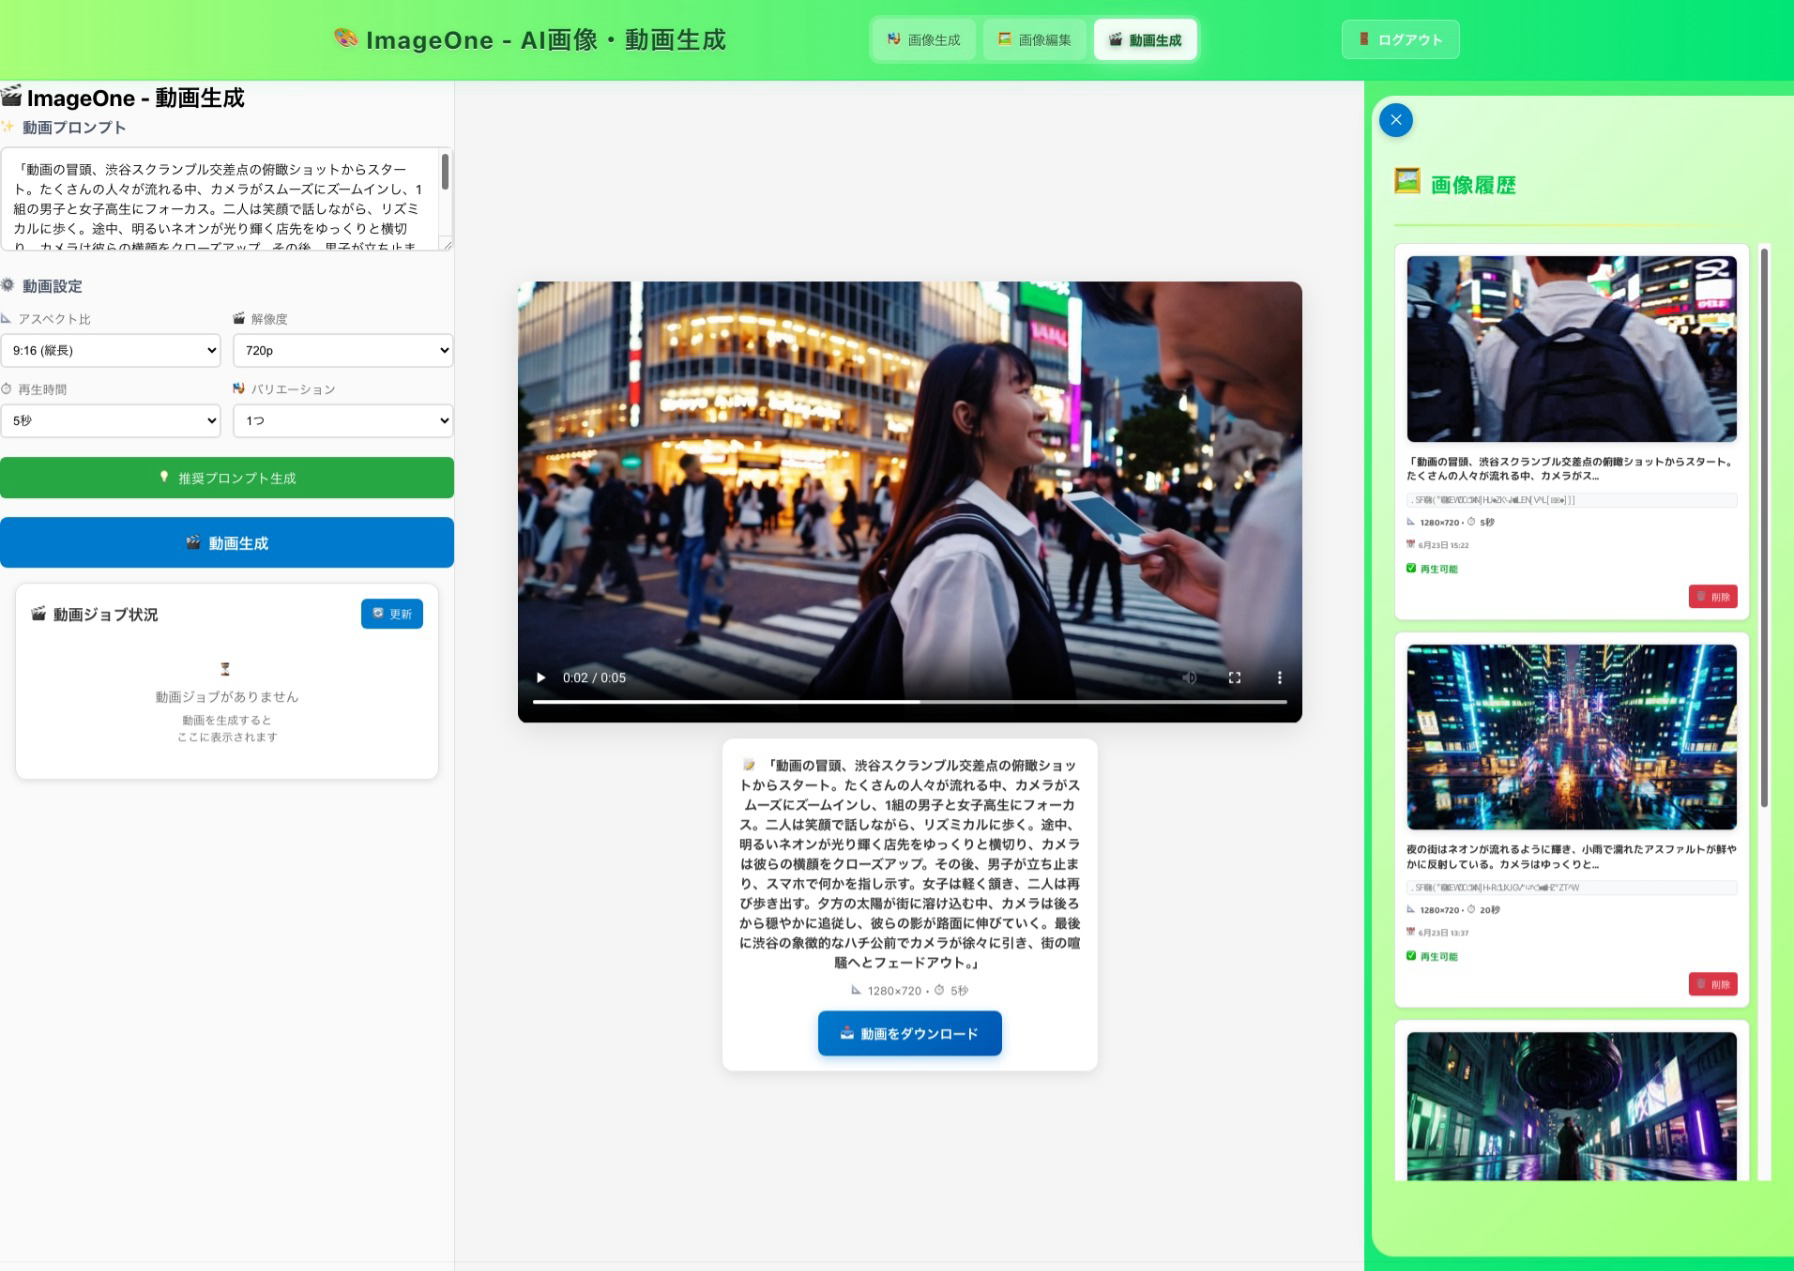 ImageOne - AI画像・動画生成
画像生成
画像編集
動画生成
ログアウト
ImageOne - 動画生成
動画プロンプト
「動画の冒頭、渋谷スクランブル交差点の俯瞰ショットからスター
ト。たくさんの人々が流れる中、カメラがスムーズにズームインし、1
組の男子と女子高生にフォーカス。二人は笑顔で話しながら、リズミ
カルに歩く。途中、明るいネオンが光り輝く店先をゆっくりと横切
り、カメラは彼らの横顔をクローズアップ。その後、男子が立ち止ま
動画設定
アスペクト比
解像度
9:16 (縦長)
720p
再生時間
バリエーション
5秒
1つ
推奨プロンプト生成
動画生成
動画ジョブ状況
更新
動画ジョブがありません
動画を生成すると
ここに表示されます
0:02 / 0:05
「動画の冒頭、渋谷スクランブル交差点の俯瞰ショッ
トからスタート。たくさんの人々が流れる中、カメラがス
ムーズにズームインし、1組の男子と女子高生にフォーカ
ス。二人は笑顔で話しながら、リズミカルに歩く。途中、
明るいネオンが光り輝く店先をゆっくりと横切り、カメラ
は彼らの横顔をクローズアップ。その後、男子が立ち止ま
り、スマホで何かを指し示す。女子は軽く頷き、二人は再
び歩き出す。夕方の太陽が街に溶け込む中、カメラは後ろ
から穏やかに追従し、彼らの影が路面に伸びていく。最後
に渋谷の象徴的なハチ公前でカメラが徐々に引き、街の喧
騒へとフェードアウト。」
1280×720 • 5秒
動画をダウンロード
画像履歴
「動画の冒頭、渋谷スクランブル交差点の俯瞰ショットからスタート。
たくさんの人々が流れる中、カメラがス...
1280×720 • 5秒
6月23日 15:22
再生可能
削除
夜の街はネオンが流れるように輝き、小雨で濡れたアスファルトが鮮や
かに反射している。カメラはゆっくりと...
1280×720 • 20秒
6月23日 13:37
再生可能
削除